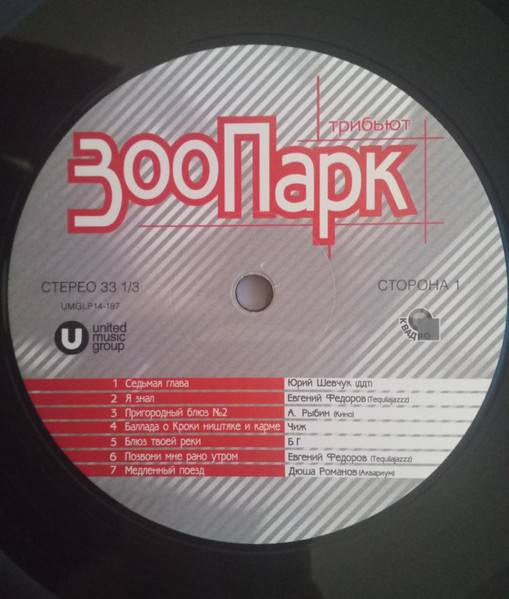 трибьют
ЗооПарк
СТЕРЕО 33 1/3
СТОРОНА 1
UMGLP14-187
U united
music
group
КВАДРО
1 Седьмая глава Юрий Шевчук (ДДТ)
2 Я знал Евгений Федоров (Tequilajazzz)
3 Пригородный блюз №2 А. Рыбин (Кино)
4 Баллада о Кроки ништяке и карме Чиж
5 Блюз твоей реки Б Г
6 Позвони мне рано утром Евгений Федоров (Tequilajazzz)
7 Медленный поезд Дюша Романов (Аквариум)